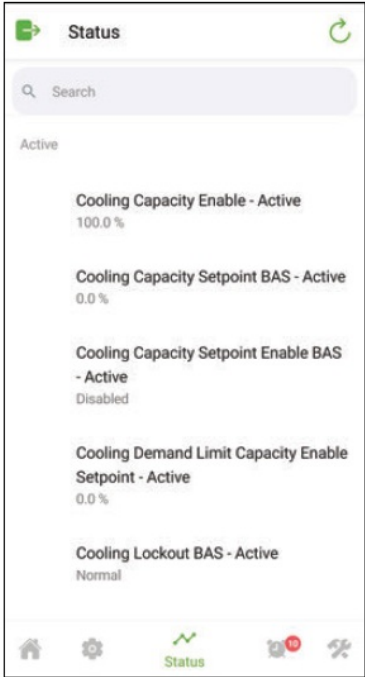 Status
Search
Active
Cooling Capacity Enable - Active
100.0 %
Cooling Capacity Setpoint BAS - Active
0.0 %
Cooling Capacity Setpoint Enable BAS
- Active
Disabled
Cooling Demand Limit Capacity Enable
Setpoint - Active
0.0 %
Cooling Lockout BAS - Active
Normal
10
Status